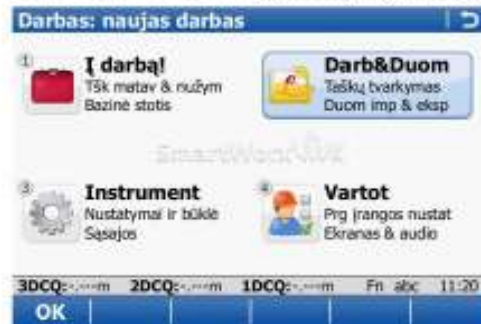 Darbas: naujas darbas
1 Į darbą!
Tšk matav & nužym
Bazinė stotis
Darb&Duom
Taškų tvarkymas
Duom imp & eksp
SmartWorx Viva
3 Instrument
Nustatymai ir būklė
Sąsajos
4 Vartot
Prg įrangos nustat
Ekranas & audio
3DCQ:-.---m 2DCQ:-.---m 1DCQ:-.---m Fn abc 11:20
OK